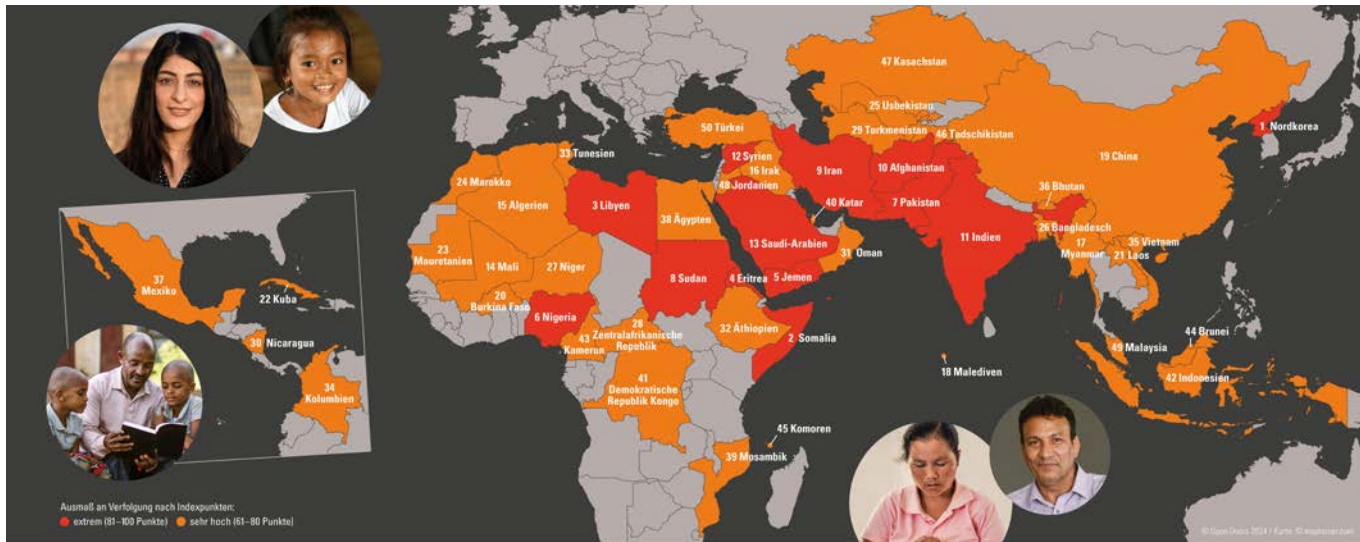 47 Kasachstan
25 Usbekistan
50 Türkei
29 Turkmenistan
46 Tadschikistan
1 Nordkorea
33 Tunesien
12 Syrien
16 Irak
9 Iran
10 Afghanistan
19 China
24 Marokko
48 Jordanien
15 Algerien
3 Libyen
38 Ägypten
40 Katar
7 Pakistan
36 Bhutan
26 Bangladesch
11 Indien
13 Saudi-Arabien
31 Oman
17
Myanmar
35 Vietnam
21 Laos
23
Mauretanien
14 Mali
27 Niger
8 Sudan
4 Eritrea
5 Jemen
37
Mexiko
22 Kuba
20
Burkina Faso
6 Nigeria
28
Zentralafrikanische
Republik
32 Äthiopien
2 Somalia
30 Nicaragua
43
Kamerun
44 Brunei
49 Malaysia
18 Malediven
42 Indonesien
34
Kolumbien
41
Demokratische
Republik Kongo
45 Komoren
39 Mosambik
Ausmaß an Verfolgung nach Indexpunkten:
extrem (81–100 Punkte) sehr hoch (61–80 Punkte)
© Open Doors 2024 / Karte: © mapresso.com